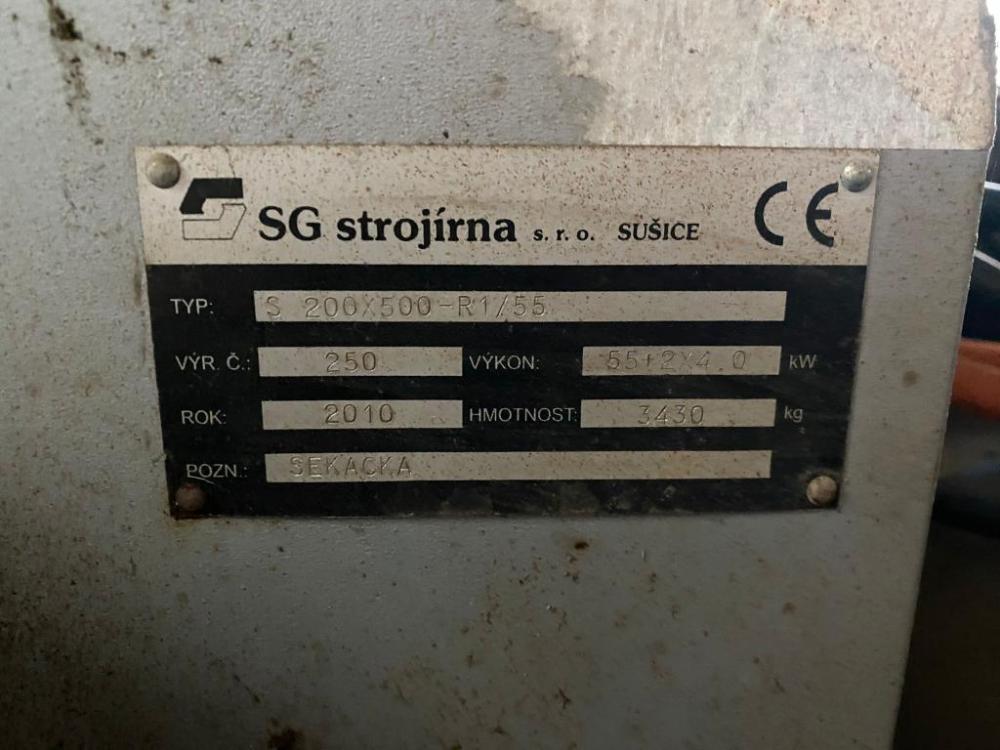 SG strojírna s. r. o. SUŠICE CE
TYP: S 200X500-R1/55
VÝR. Č.: 250 VÝKON: 55+2X4.0 kW
ROK: 2010 HMOTNOST: 3430 kg
POZN.: SEKACKA